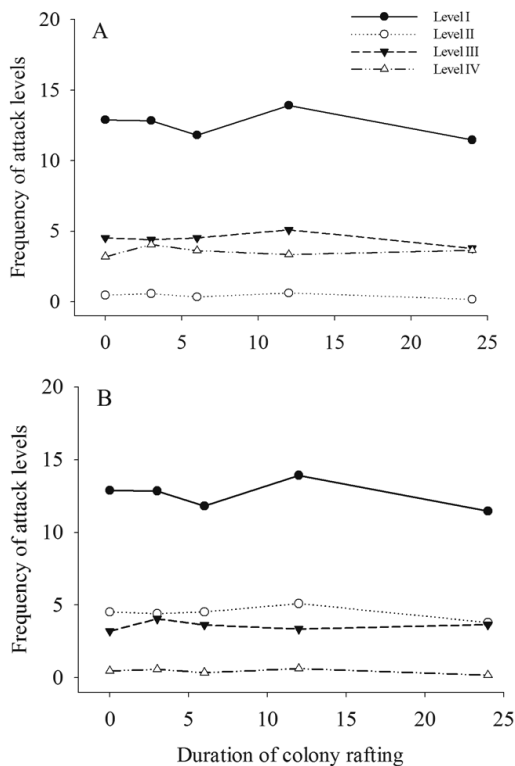 A
Level I
Level II
Level III
Level IV
20
15
10
5
0
Frequency of attack levels
0 5 10 15 20 25
B
20
15
10
5
0
Frequency of attack levels
0 5 10 15 20 25
Duration of colony rafting